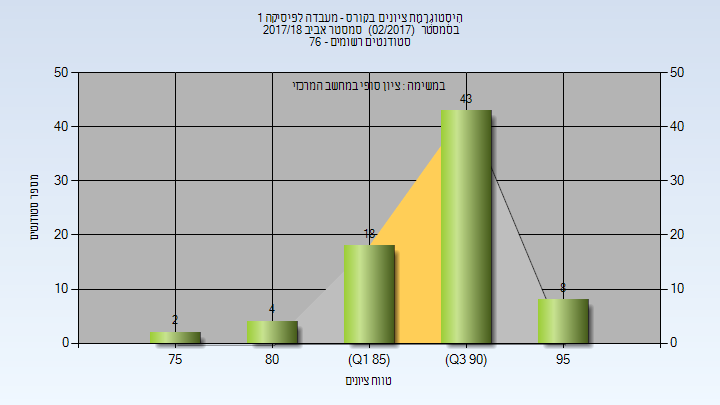 היסטוגרמת ציונים בקורס - מעבדה לפיסיקה 1
בסמסטר (02/2017) סמסטר אביב 2017/18
סטודנטים רשומים - 76
במשימה : ציון סופי במחשב המרכזי
50 50
40 40
30 30
20 20
10 10
0 0
2 4 18 43 8
75 80 (Q1 85) (Q3 90) 95
מספר סטודנטים
טווח ציונים